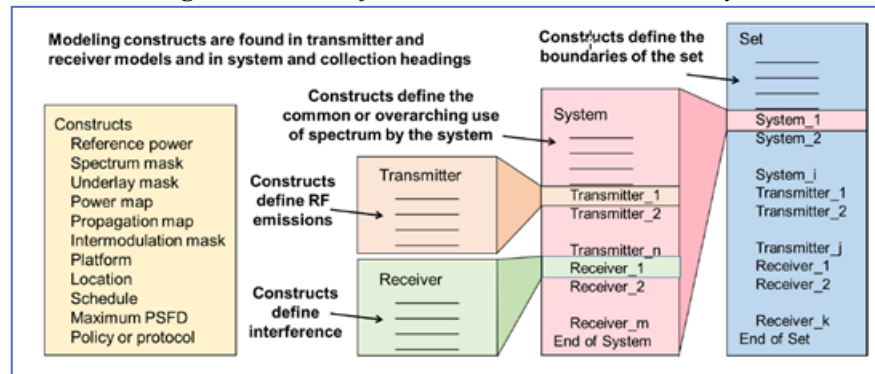 Modeling constructs are found in transmitter and
receiver models and in system and collection headings
Constructs define the
boundaries of the set
Constructs define the
common or overarching use
of spectrum by the system
Constructs
Reference power
Spectrum mask
Underlay mask
Power map
Propagation map
Intermodulation mask
Platform
Location
Schedule
Maximum PSFD
Policy or protocol
Constructs
define RF
emissions
Constructs
define
interference
Transmitter
Receiver
System
Transmitter_1
Transmitter_2
Transmitter_n
Receiver_1
Receiver_2
Receiver_m
End of System
Set
System_1
System_2
System_i
Transmitter_1
Transmitter_2
Transmitter_j
Receiver_1
Receiver_2
Receiver_k
End of Set